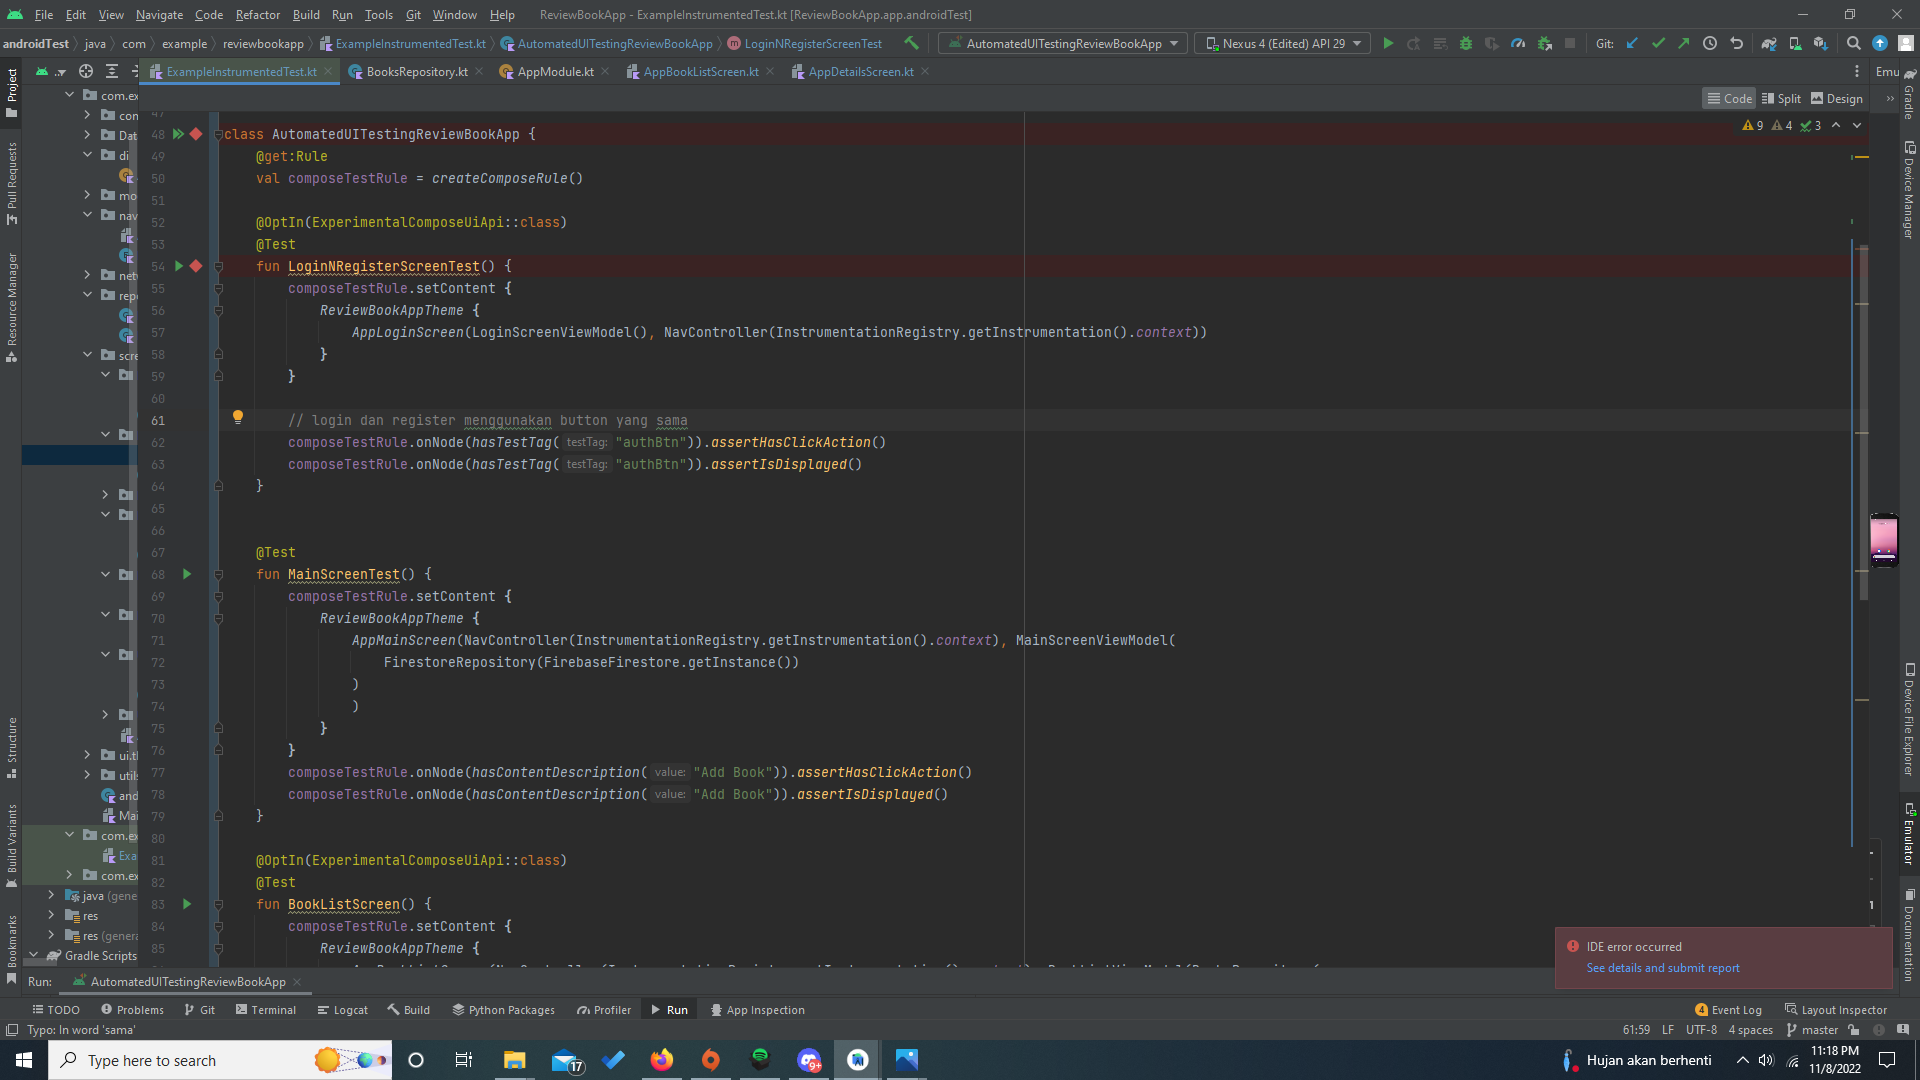 File Edit View Navigate Code Refactor Build Run Tools Git Window Help ReviewBookApp - ExampleInstrumentedTest.kt [ReviewBookApp.app.androidTest]
androidTest java com example reviewbookapp ExampleInstrumentedTest.kt AutomatedUITestingReviewBookApp LoginNRegisterScreenTest AutomatedUITestingReviewBookApp Nexus 4 (Edited) API 29 Git:
ExampleInstrumentedTest.kt BooksRepository.kt AppModule.kt AppBookListScreen.kt AppDetailsScreen.kt Emu
Code Split Design
9 4 3
47
48 class AutomatedUITestingReviewBookApp {
49 @get:Rule
50 val composeTestRule = createComposeRule()
51
52 @OptIn(ExperimentalComposeUiApi::class)
53 @Test
54 fun LoginNRegisterScreenTest() {
55 composeTestRule.setContent {
56 ReviewBookAppTheme {
57 AppLoginScreen(LoginScreenViewModel(), NavController(InstrumentationRegistry.getInstrumentation().context))
58 }
59 }
60
61 // login dan register menggunakan button yang sama
62 composeTestRule.onNode(hasTestTag( testTag: "authBtn")).assertHasClickAction()
63 composeTestRule.onNode(hasTestTag( testTag: "authBtn")).assertIsDisplayed()
64 }
65
66
67 @Test
68 fun MainScreenTest() {
69 composeTestRule.setContent {
70 ReviewBookAppTheme {
71 AppMainScreen(NavController(InstrumentationRegistry.getInstrumentation().context), MainScreenViewModel(
72 FirestoreRepository(FirebaseFirestore.getInstance())
73 )
74 )
75 }
76 }
77 composeTestRule.onNode(hasContentDescription( value: "Add Book")).assertHasClickAction()
78 composeTestRule.onNode(hasContentDescription( value: "Add Book")).assertIsDisplayed()
79 }
80
81 @OptIn(ExperimentalComposeUiApi::class)
82 @Test
83 fun BookListScreen() {
84 composeTestRule.setContent {
85 ReviewBookAppTheme {
Project
Pull Requests
Resource Manager
Structure
Build Variants
Bookmarks
com.ex
con
Dat
di
mo
nav
net
repo
scre
ui.th
utils
and
Mai
com.ex
Exa
com.ex
java (gene
res
res (genera
Gradle Scripts
Gradle
Device Manager
Device File Explorer
Emulator
Documentation
IDE error occurred
See details and submit report
Run: AutomatedUITestingReviewBookApp
TODO Problems Git Terminal Logcat Build Python Packages Profiler Run App Inspection 4 Event Log Layout Inspector
Typo: In word 'sama' 61:59 LF UTF-8 4 spaces master
Type here to search 17 9+ Hujan akan berhenti 11:18 PM
11/8/2022